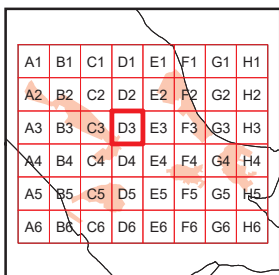 A1 B1 C1 D1 E1 F1 G1 H1
A2 B2 C2 D2 E2 F2 G2 H2
A3 B3 C3 D3 E3 F3 G3 H3
A4 B4 C4 D4 E4 F4 G4 H4
A5 B5 C5 D5 E5 F5 G5 H5
A6 B6 C6 D6 E6 F6 G6 H6